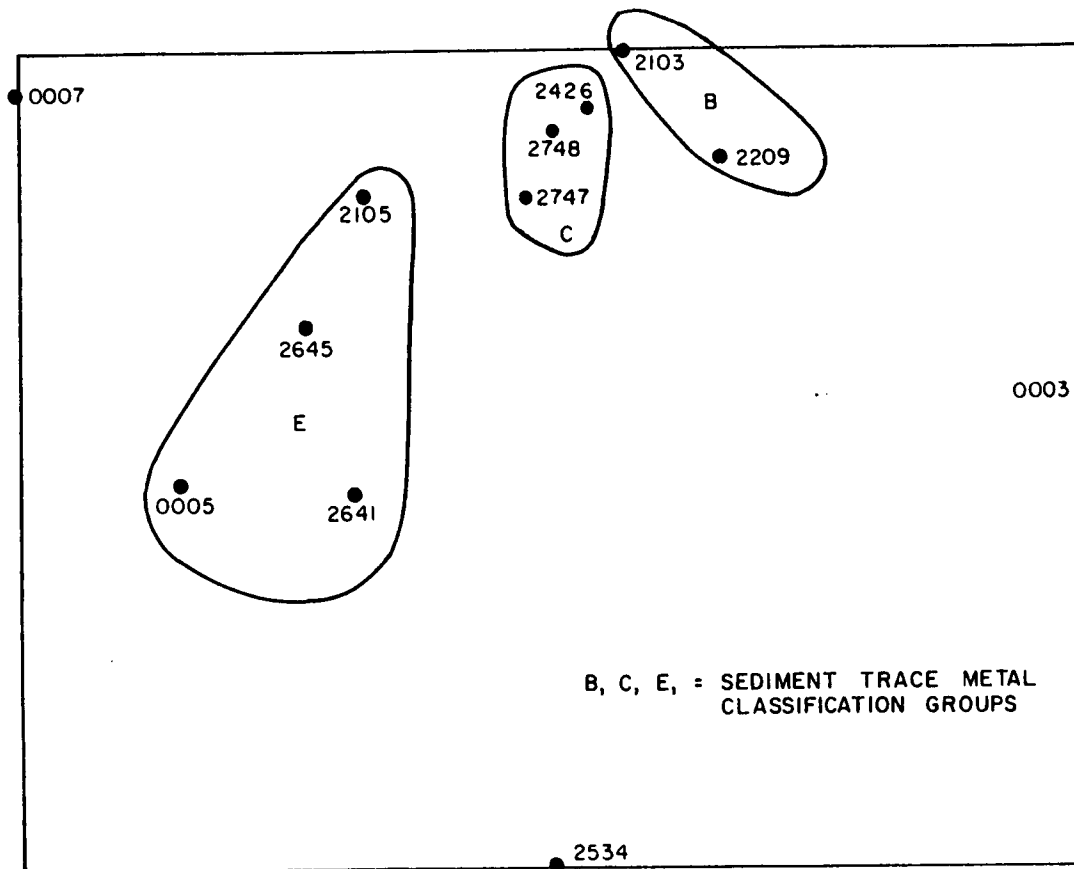 2103
0007
2426
B
2748
2209
2747
2105
C
2645
0003
E
0005
2641
B, C, E, = SEDIMENT TRACE METAL
CLASSIFICATION GROUPS
2534